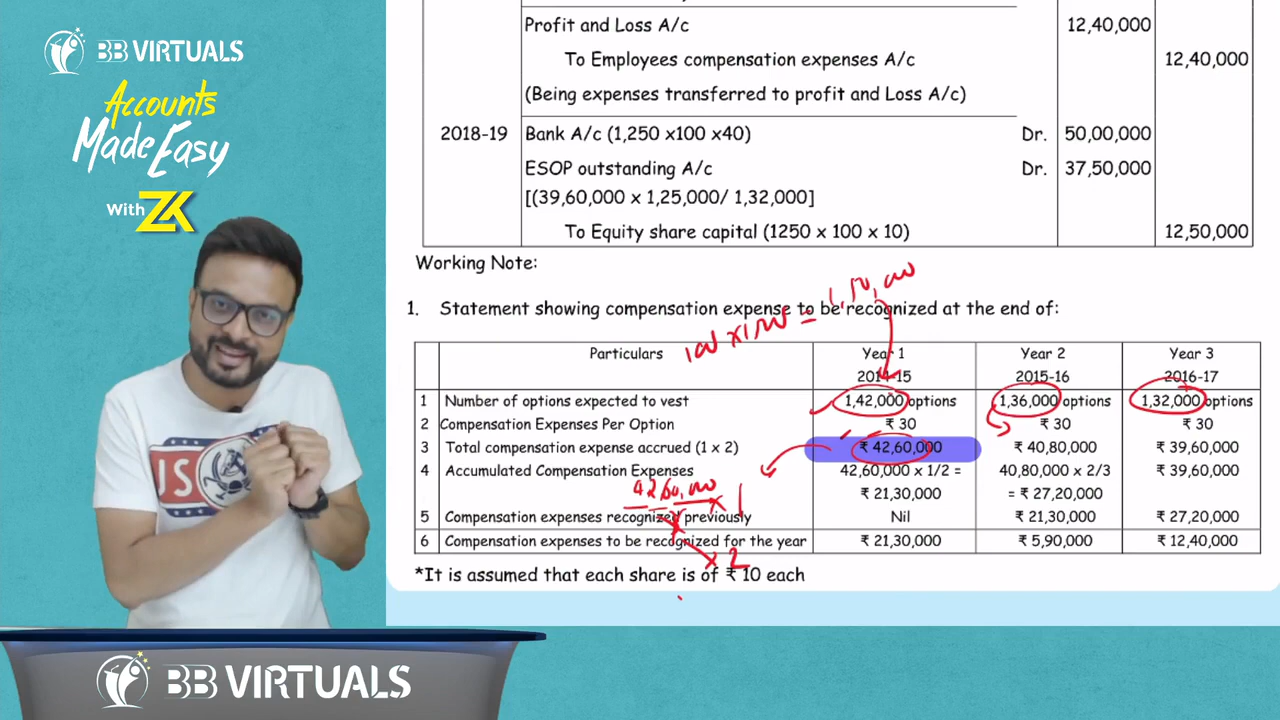 BB VIRTUALS
Accounts
Made Easy
With ZK
Profit and Loss A/c 12,40,000
To Employees compensation expenses A/c 12,40,000
(Being expenses transferred to profit and Loss A/c)
2018-19 Bank A/c (1,250 x100 x40) Dr. 50,00,000
ESOP outstanding A/c Dr. 37,50,000
[(39,60,000 x 1,25,000/ 1,32,000]
To Equity share capital (1250 x 100 x 10) 12,50,000
Working Note:
1. Statement showing compensation expense to be recognized at the end of:
Particulars Year 1 Year 2 Year 3
2014-15 2015-16 2016-17
1 Number of options expected to vest 1,42,000 options 1,36,000 options 1,32,000 options
2 Compensation Expenses Per Option ₹ 30 ₹ 30 ₹ 30
3 Total compensation expense accrued (1 x 2) ₹ 42,60,000 ₹ 40,80,000 ₹ 39,60,000
4 Accumulated Compensation Expenses 42,60,000 x 1/2 = 40,80,000 x 2/3 ₹ 39,60,000
₹ 21,30,000 = ₹ 27,20,000
4260,000 x 1
5 Compensation expenses recognized previously Nil ₹ 21,30,000 ₹ 27,20,000
6 Compensation expenses to be recognized for the year ₹ 21,30,000 ₹ 5,90,000 ₹ 12,40,000
x 2
*It is assumed that each share is of ₹ 10 each
JSO
BB VIRTUALS